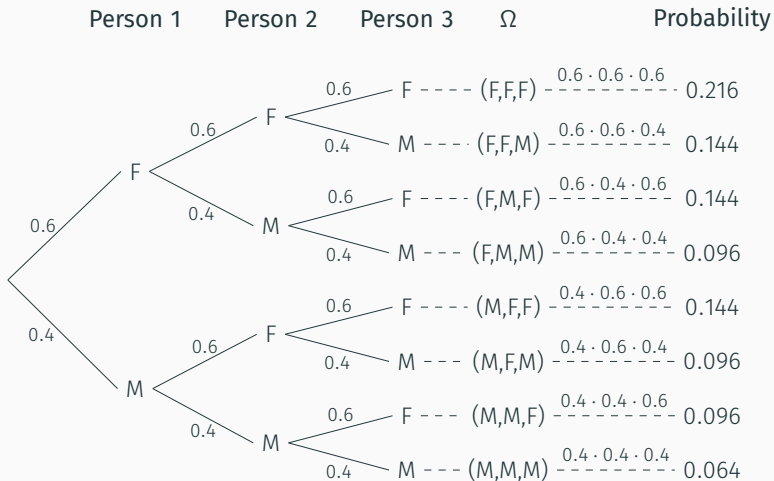 Person 1 Person 2 Person 3 Ω Probability
0.6 F (F,F,F) 0.6 · 0.6 · 0.6 0.216
0.6 F
0.4 M (F,F,M) 0.6 · 0.6 · 0.4 0.144
F
0.6 F (F,M,F) 0.6 · 0.4 · 0.6 0.144
0.6 0.4 M
0.4 M (F,M,M) 0.6 · 0.4 · 0.4 0.096
0.6 F (M,F,F) 0.4 · 0.6 · 0.6 0.144
0.4 0.6 F
0.4 M (M,F,M) 0.4 · 0.6 · 0.4 0.096
M
0.6 F (M,M,F) 0.4 · 0.4 · 0.6 0.096
0.4 M
0.4 M (M,M,M) 0.4 · 0.4 · 0.4 0.064